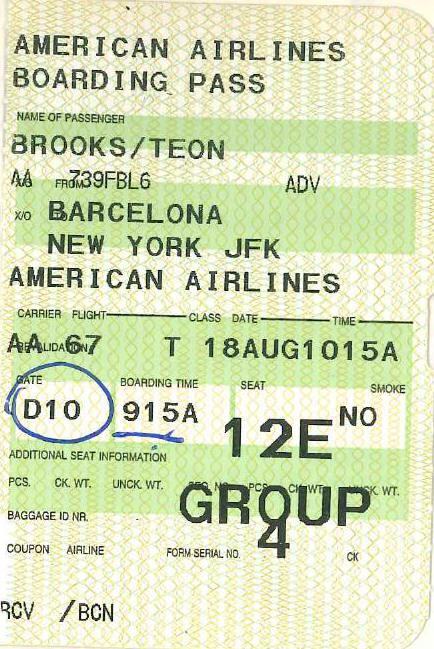 AMERICAN AIRLINES
BOARDING PASS
NAME OF PASSENGER
BROOKS/TEON
AA 739FBL6 ADV
X/O FROM
X/O BARCELONA
NEW YORK JFK
AMERICAN AIRLINES
CARRIER FLIGHT CLASS DATE TIME
AA 67 T 18AUG1015A
REVALIDATION
GATE BOARDING TIME SEAT SMOKE
D10 915A 12E NO
ADDITIONAL SEAT INFORMATION
PCS. CK. WT. UNCK. WT. SEQ. NO. PCS. CK. WT. UNCK. WT.
GROUP
BAGGAGE ID NR.
4
COUPON AIRLINE FORM SERIAL NO. CK
RCV /BCN